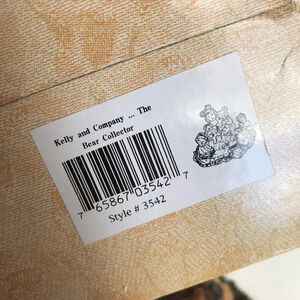 Kelly and Company ... The
Bear Collector
7 65867 03542 7
Style # 3542